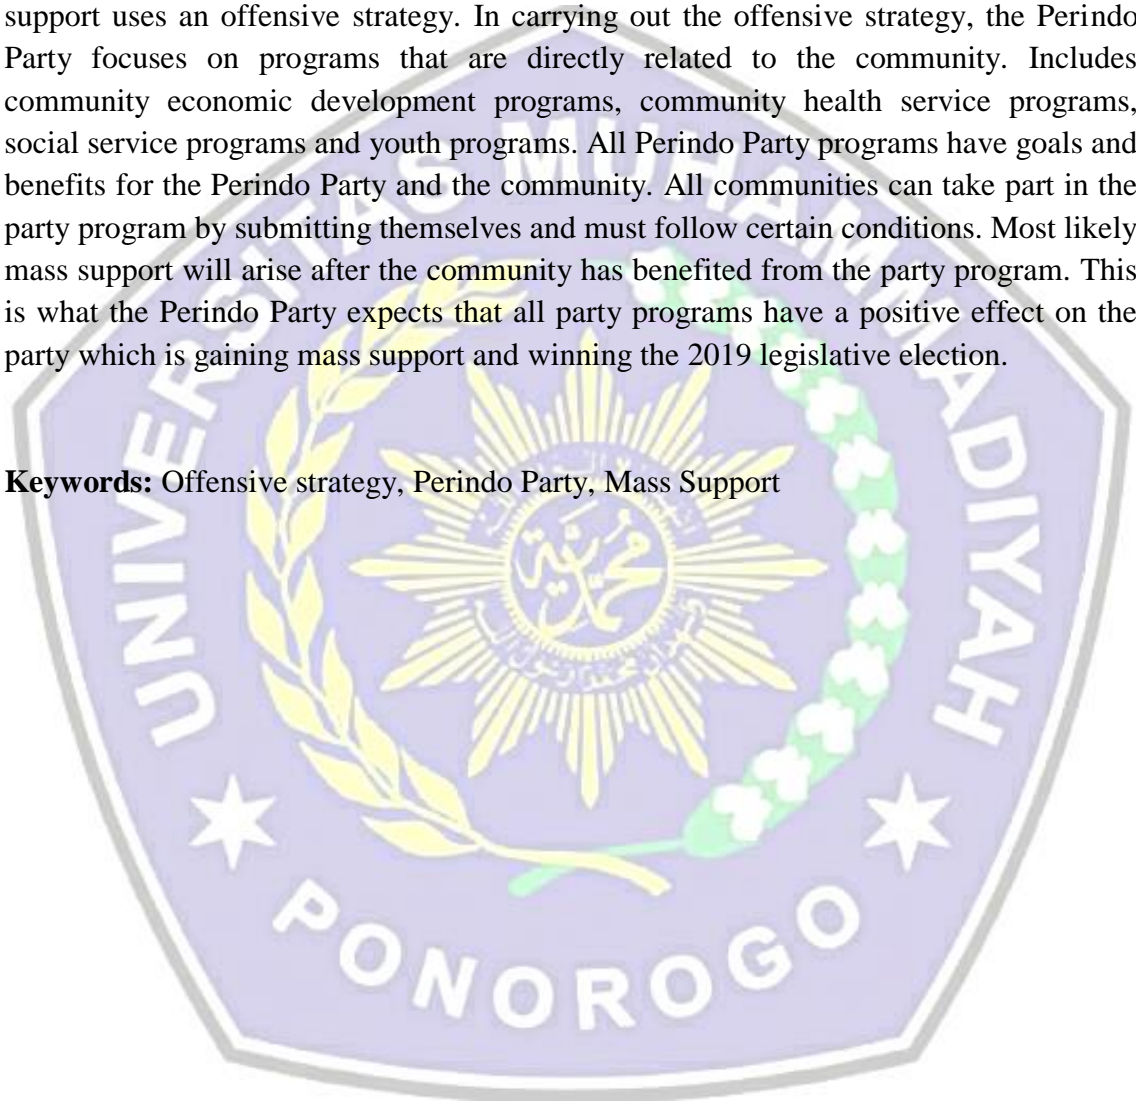 support uses an offensive strategy. In carrying out the offensive strategy, the Perindo
Party focuses on programs that are directly related to the community. Includes
community economic development programs, community health service programs,
social service programs and youth programs. All Perindo Party programs have goals and
benefits for the Perindo Party and the community. All communities can take part in the
party program by submitting themselves and must follow certain conditions. Most likely
mass support will arise after the community has benefited from the party program. This
is what the Perindo Party expects that all party programs have a positive effect on the
party which is gaining mass support and winning the 2019 legislative election.
Keywords: Offensive strategy, Perindo Party, Mass Support
UNIVERSITAS MUHAMMADIYAH
PONOROGO
محمدية